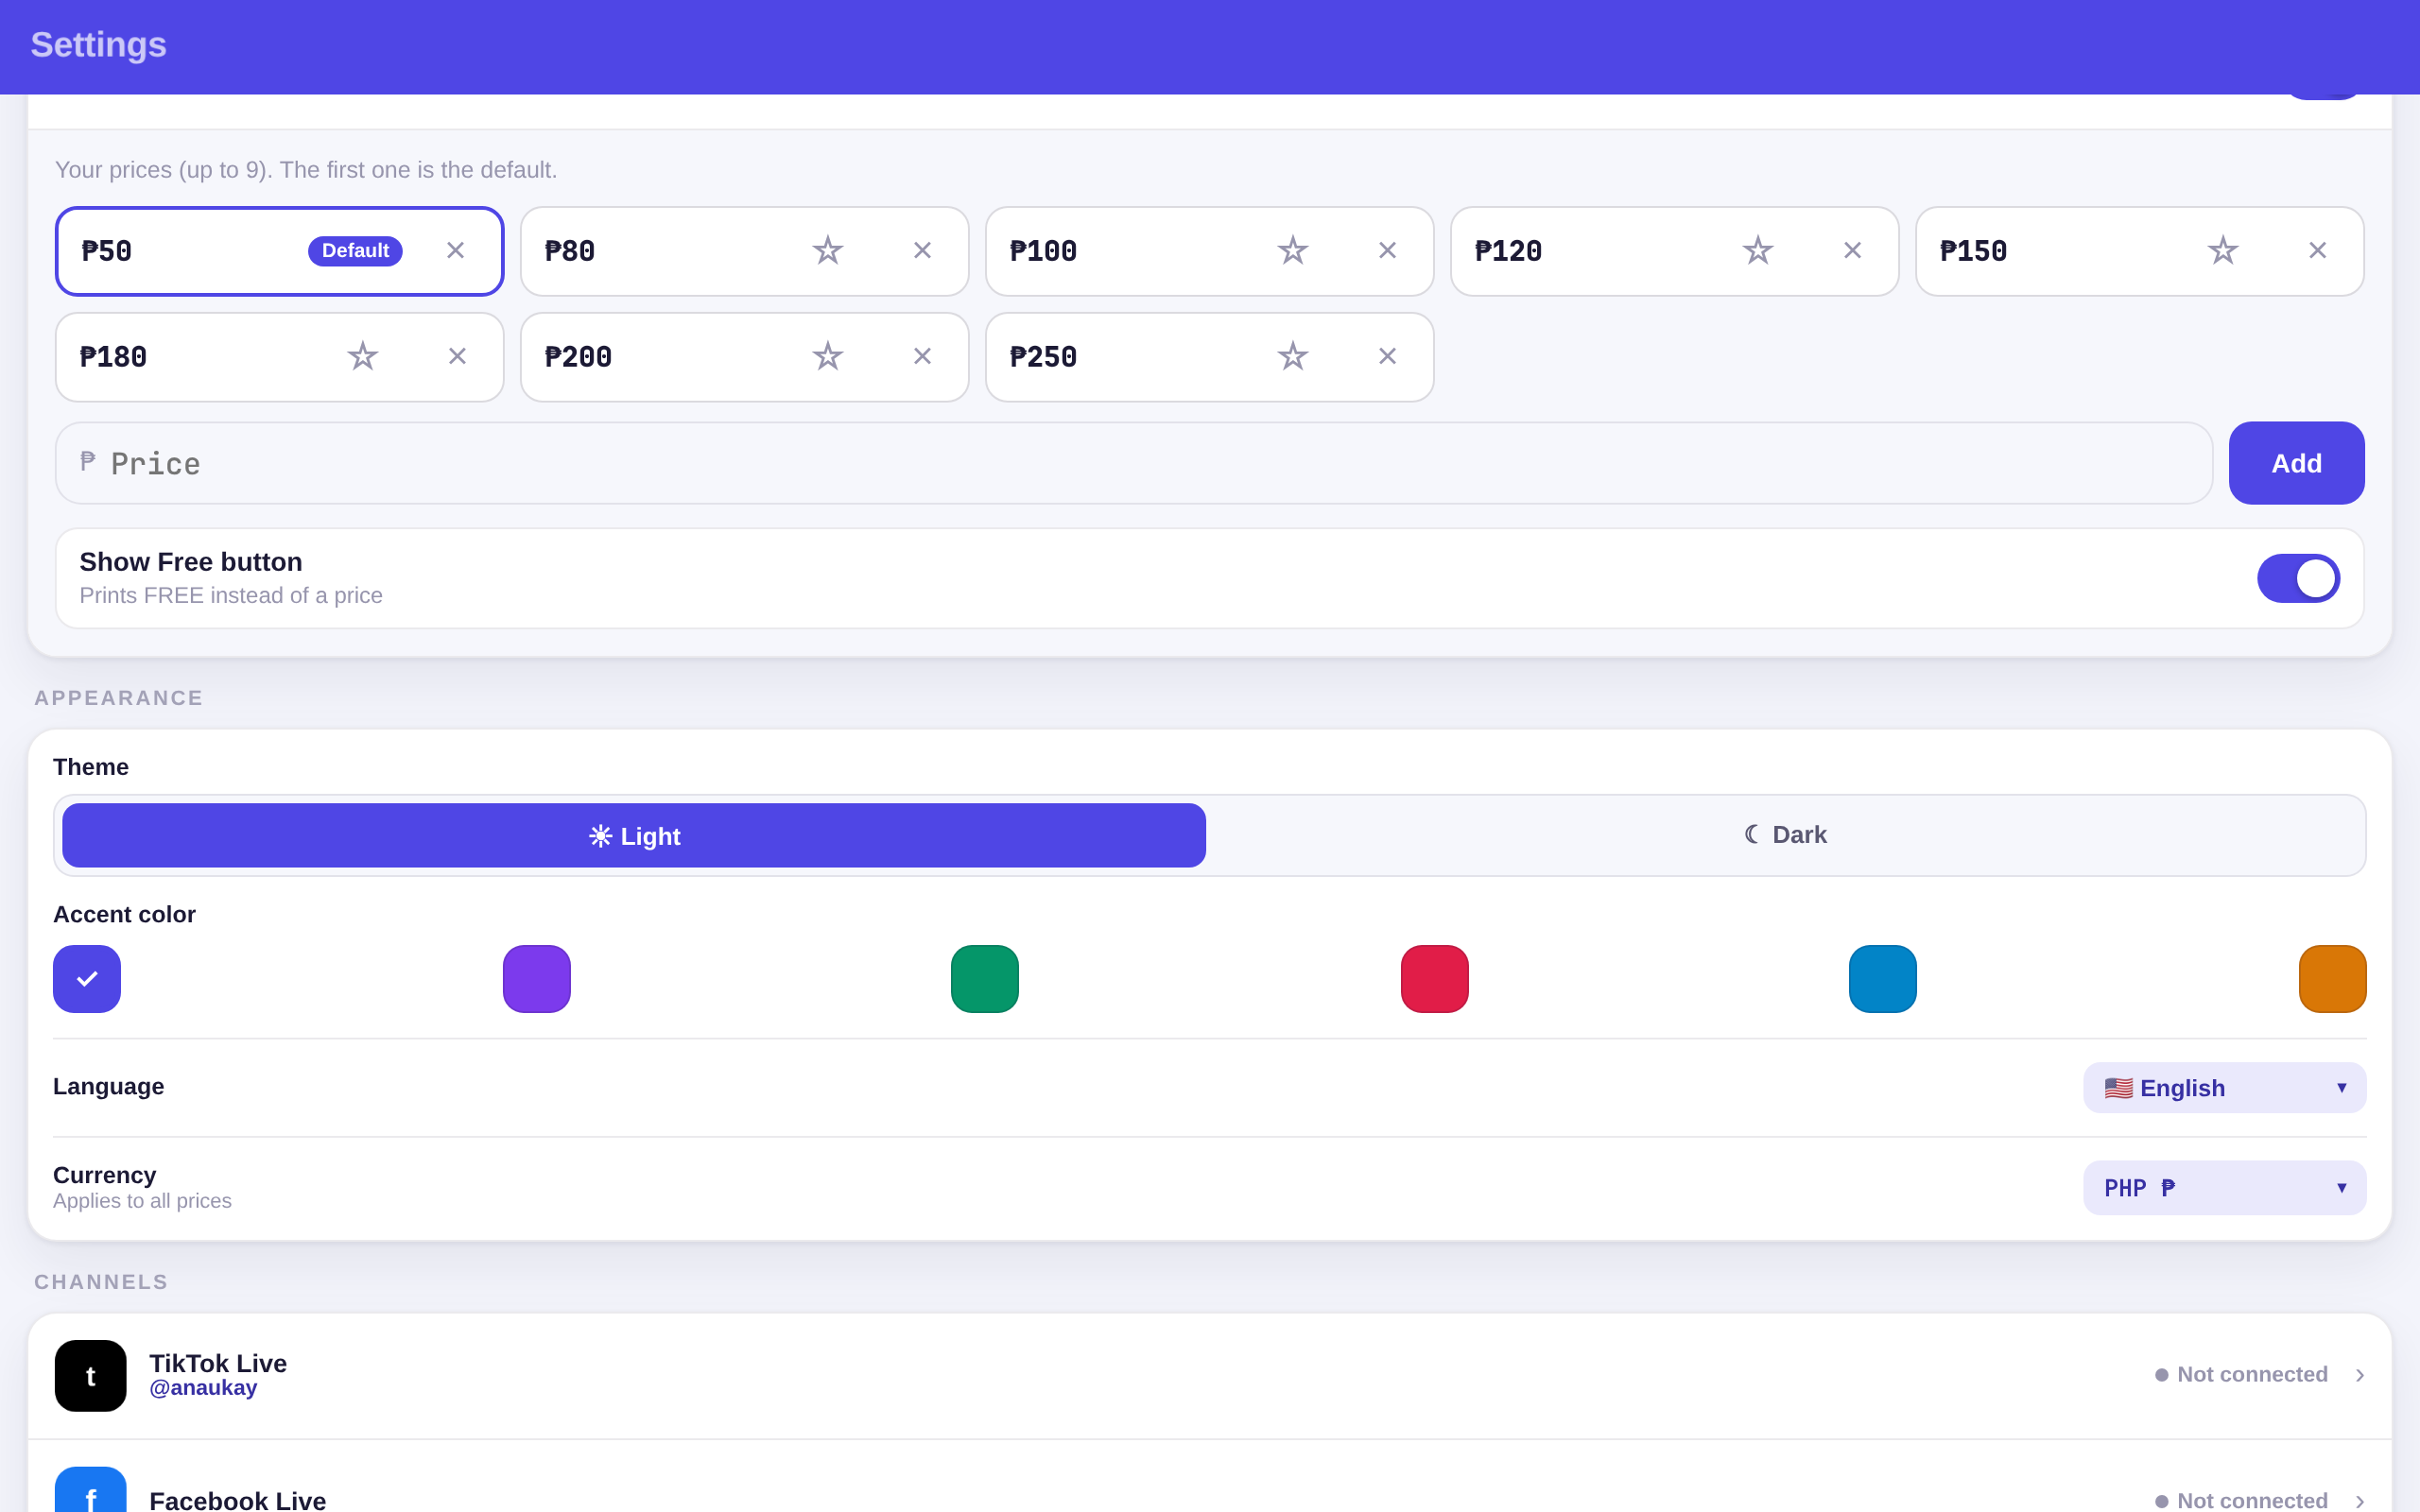 Settings
Your prices (up to 9). The first one is the default.
₱50 Default ✕ ₱80 ☆ ✕ ₱100 ☆ ✕ ₱120 ☆ ✕ ₱150 ☆ ✕
₱180 ☆ ✕ ₱200 ☆ ✕ ₱250 ☆ ✕
₱ Price Add
Show Free button
Prints FREE instead of a price
APPEARANCE
Theme
☀ Light ☾ Dark
Accent color
Language 🇺🇸 English ▾
Currency
Applies to all prices
PHP ₱ ▾
CHANNELS
t TikTok Live
@anaukay
Not connected ›
f Facebook Live Not connected ›